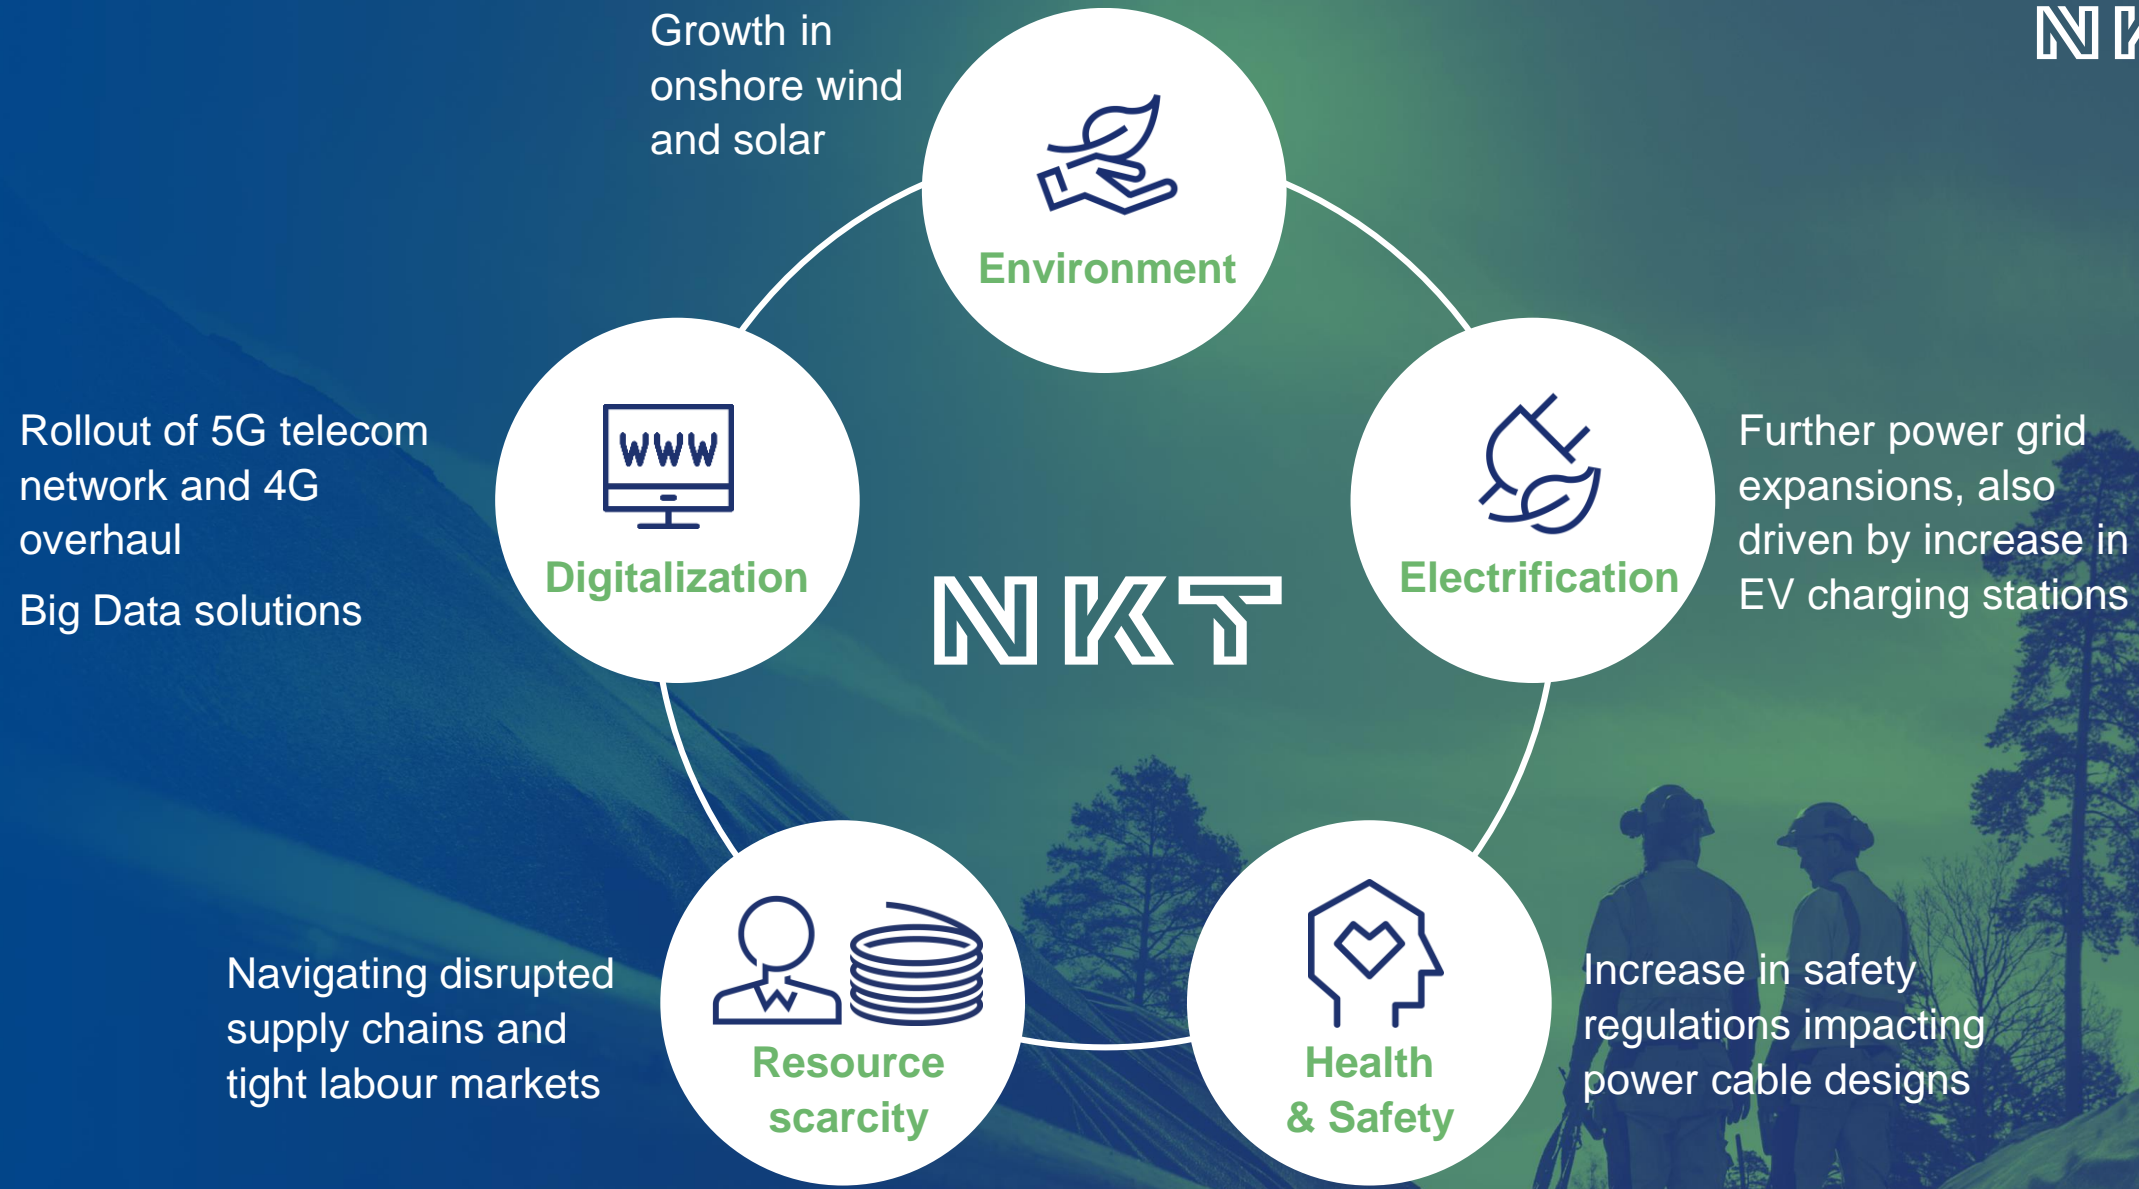 Growth in
onshore wind
and solar
NK
Environment
Rollout of 5G telecom
network and 4G
overhaul
Big Data solutions
WWW
Digitalization
NKT
Electrification
Further power grid
expansions, also
driven by increase in
EV charging stations
Navigating disrupted
supply chains and
tight labour markets
Resource
scarcity
Health
& Safety
Increase in safety
regulations impacting
power cable designs